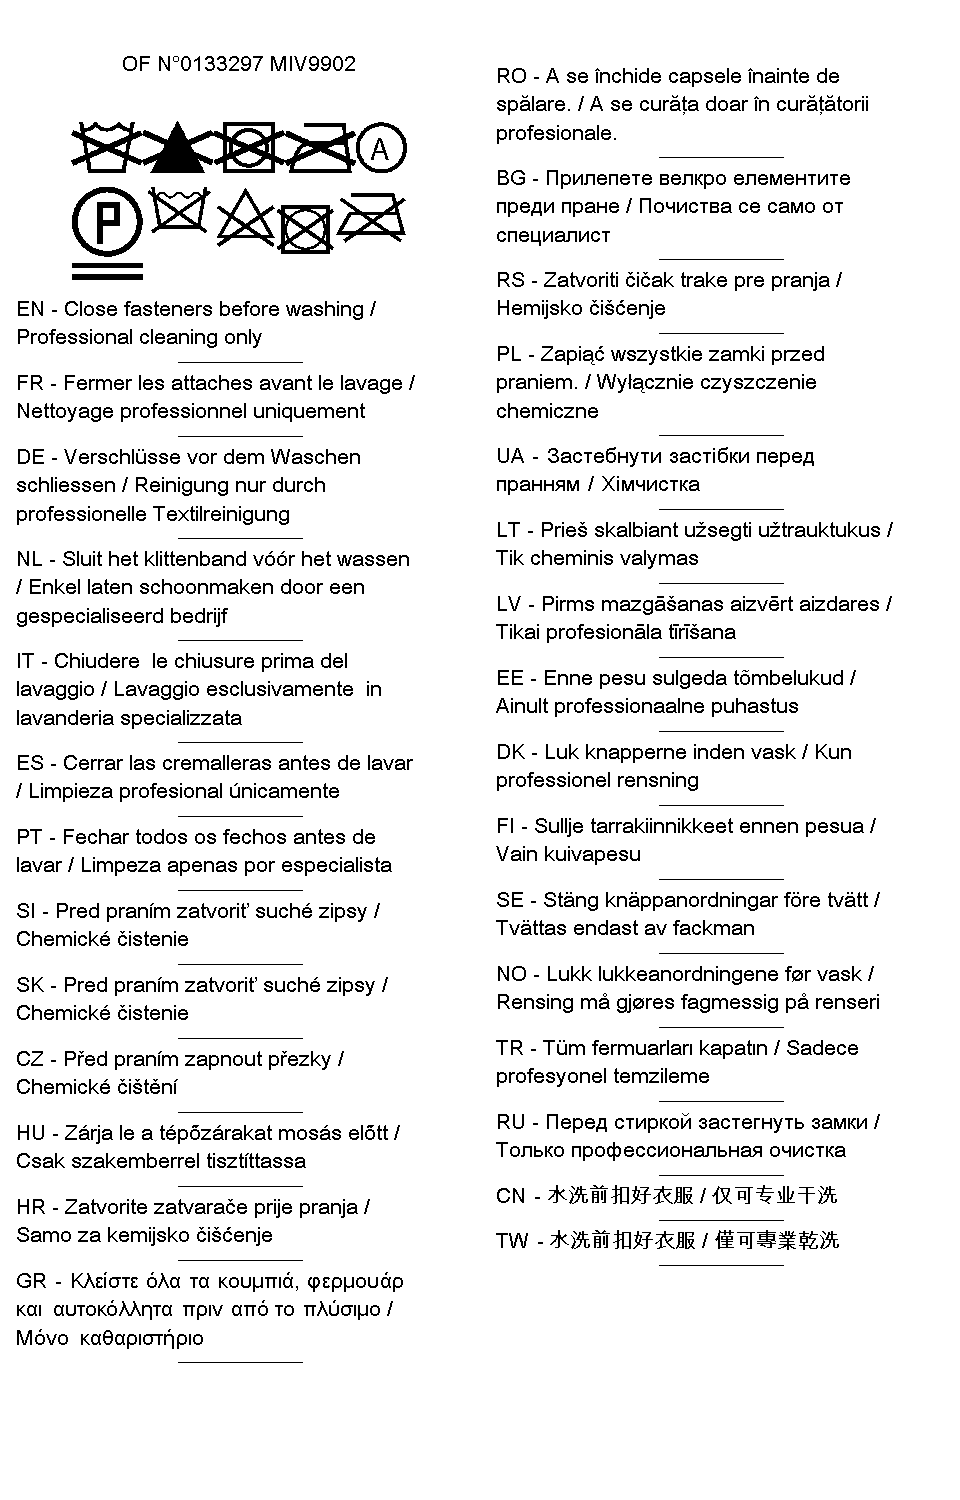 OF N°0133297 MIV9902
A
P
EN - Close fasteners before washing /
Professional cleaning only
FR - Fermer les attaches avant le lavage /
Nettoyage professionnel uniquement
DE - Verschlüsse vor dem Waschen
schliessen / Reinigung nur durch
professionelle Textilreinigung
NL - Sluit het klittenband vóór het wassen
/ Enkel laten schoonmaken door een
gespecialiseerd bedrijf
IT - Chiudere  le chiusure prima del
lavaggio / Lavaggio esclusivamente  in
lavanderia specializzata
ES - Cerrar las cremalleras antes de lavar
/ Limpieza profesional únicamente
PT - Fechar todos os fechos antes de
lavar / Limpeza apenas por especialista
SI - Pred praním zatvoriť suché zipsy /
Chemické čistenie
SK - Pred praním zatvoriť suché zipsy /
Chemické čistenie
CZ - Před praním zapnout přezky /
Chemické čištění
HU - Zárja le a tépõzárakat mosás elõtt /
Csak szakemberrel tisztíttassa
HR - Zatvorite zatvarače prije pranja /
Samo za kemijsko čišćenje
GR - Κλείστε όλα τα κουμπιά, φερμουάρ
και  αυτοκόλλητα πριν από το πλύσιμο /
Μόνο  καθαριστήριο
RO - A se închide capsele înainte de
spălare. / A se curăța doar în curățătorii
profesionale.
BG - Прилепете велкро елементите
преди пране / Почиства се само от
специалист
RS - Zatvoriti čičak trake pre pranja /
Hemijsko čišćenje
PL - Zapiąć wszystkie zamki przed
praniem. / Wyłącznie czyszczenie
chemiczne
UA - Застебнути застібки перед
пранням / Хімчистка
LT - Prieš skalbiant užsegti užtrauktukus /
Tik cheminis valymas
LV - Pirms mazgāšanas aizvērt aizdares /
Tikai profesionāla tīrīšana
EE - Enne pesu sulgeda tõmbelukud /
Ainult professionaalne puhastus
DK - Luk knapperne inden vask / Kun
professionel rensning
FI - Sullje tarrakiinnikkeet ennen pesua /
Vain kuivapesu
SE - Stäng knäppanordningar före tvätt /
Tvättas endast av fackman
NO - Lukk lukkeanordningene før vask /
Rensing må gjøres fagmessig på renseri
TR - Tüm fermuarları kapatın / Sadece
profesyonel temzileme
RU - Перед стиркой застегнуть замки /
Только профессиональная очистка
CN - 水洗前扣好衣服 / 仅可专业干洗
TW - 水洗前扣好衣服 / 僅可專業乾洗